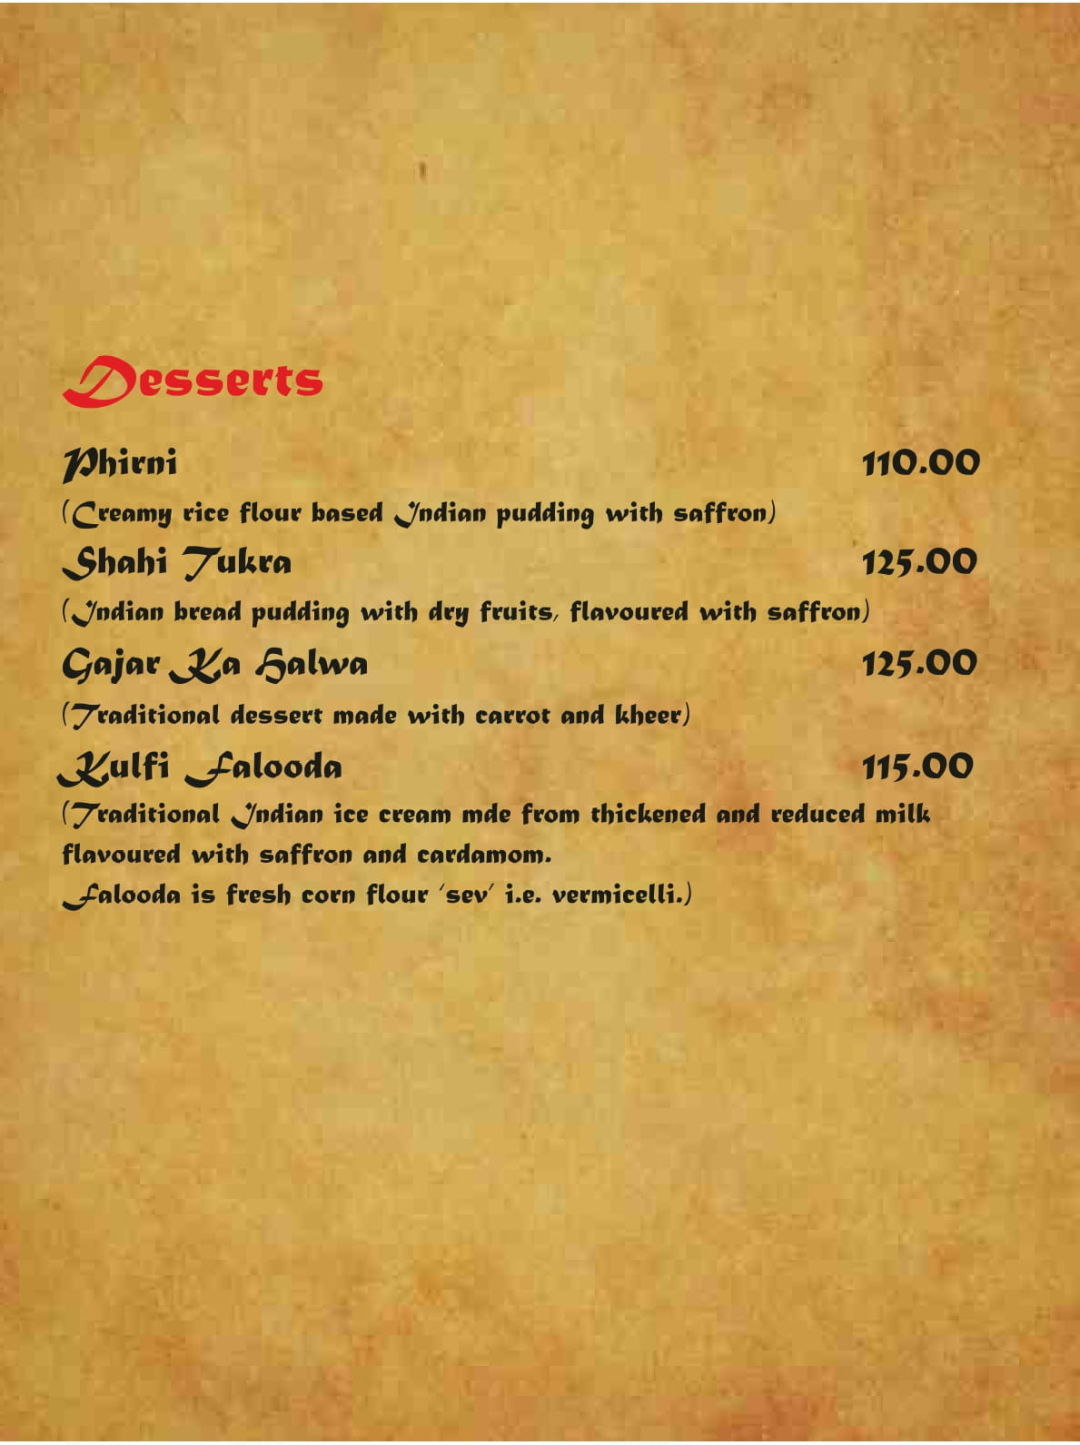 Desserts
Phirni 110.00
(Creamy rice flour based Indian pudding with saffron)
Shahi Tukra 125.00
(Indian bread pudding with dry fruits, flavoured with saffron)
Gajar Ka Halwa 125.00
(Traditional dessert made with carrot and kheer)
Kulfi Falooda 115.00
(Traditional Indian ice cream mde from thickened and reduced milk
flavoured with saffron and cardamom.
Falooda is fresh corn flour 'sev' i.e. vermicelli.)